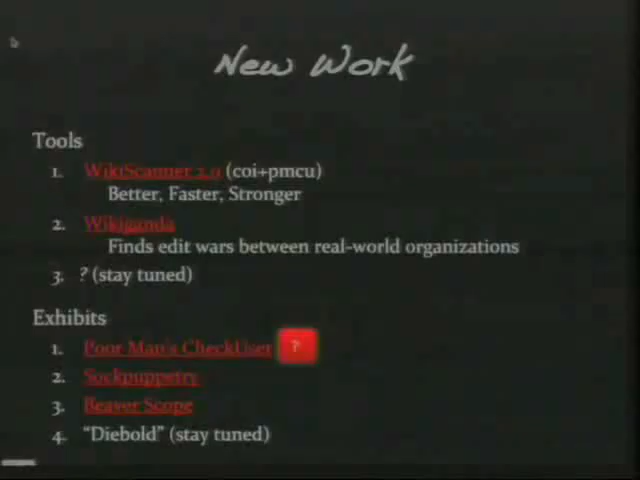 New Work
Tools
1. WikiScanner 2.0 (coi+pmcu)
Better, Faster, Stronger
2. Wikiganda
Finds edit wars between real-world organizations
3. ? (stay tuned)
Exhibits
1. Poor Man's CheckUser ?
2. Sockpuppetry
3. Beaver Scope
4. “Diebold” (stay tuned)